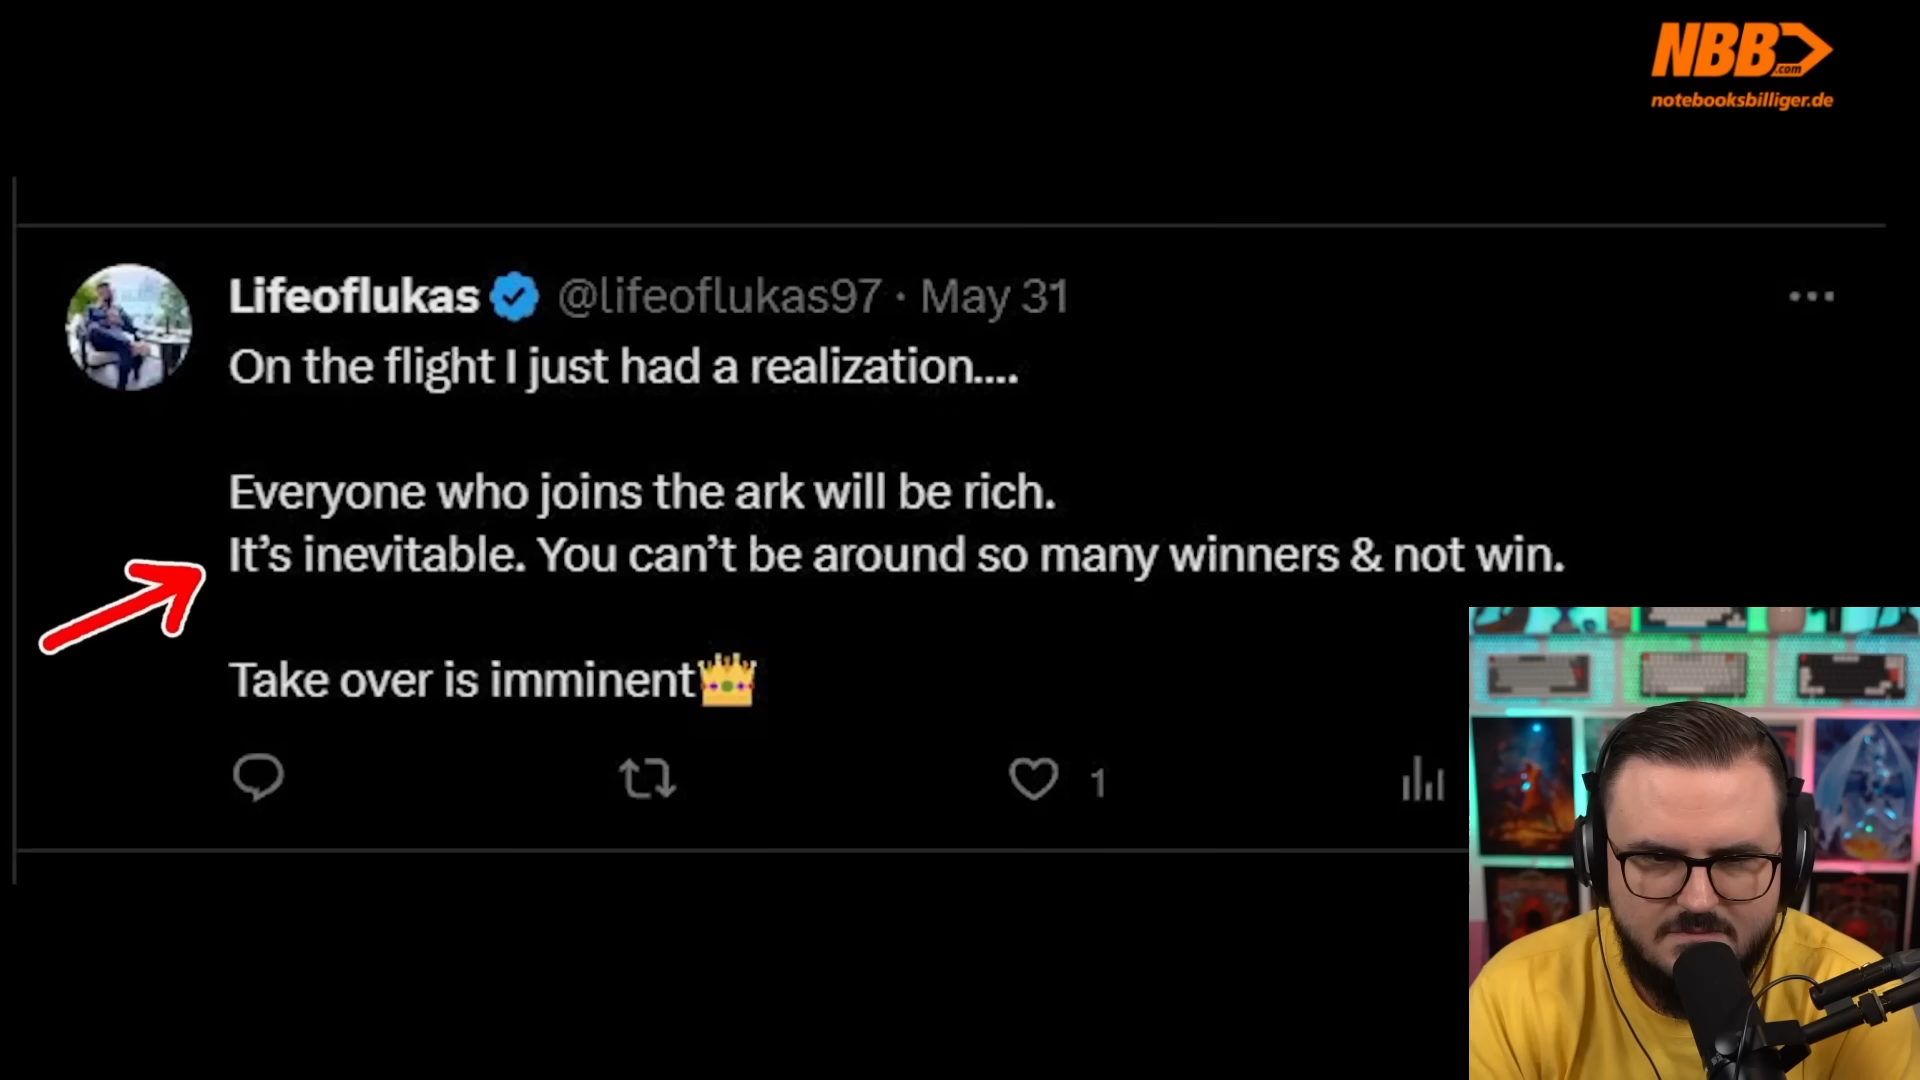 NBB.com
notebooksbilliger.de
Lifeoflukas @lifeoflukas97 · May 31
On the flight I just had a realization....
Everyone who joins the ark will be rich.
It's inevitable. You can't be around so many winners & not win.
Take over is imminent👑
1